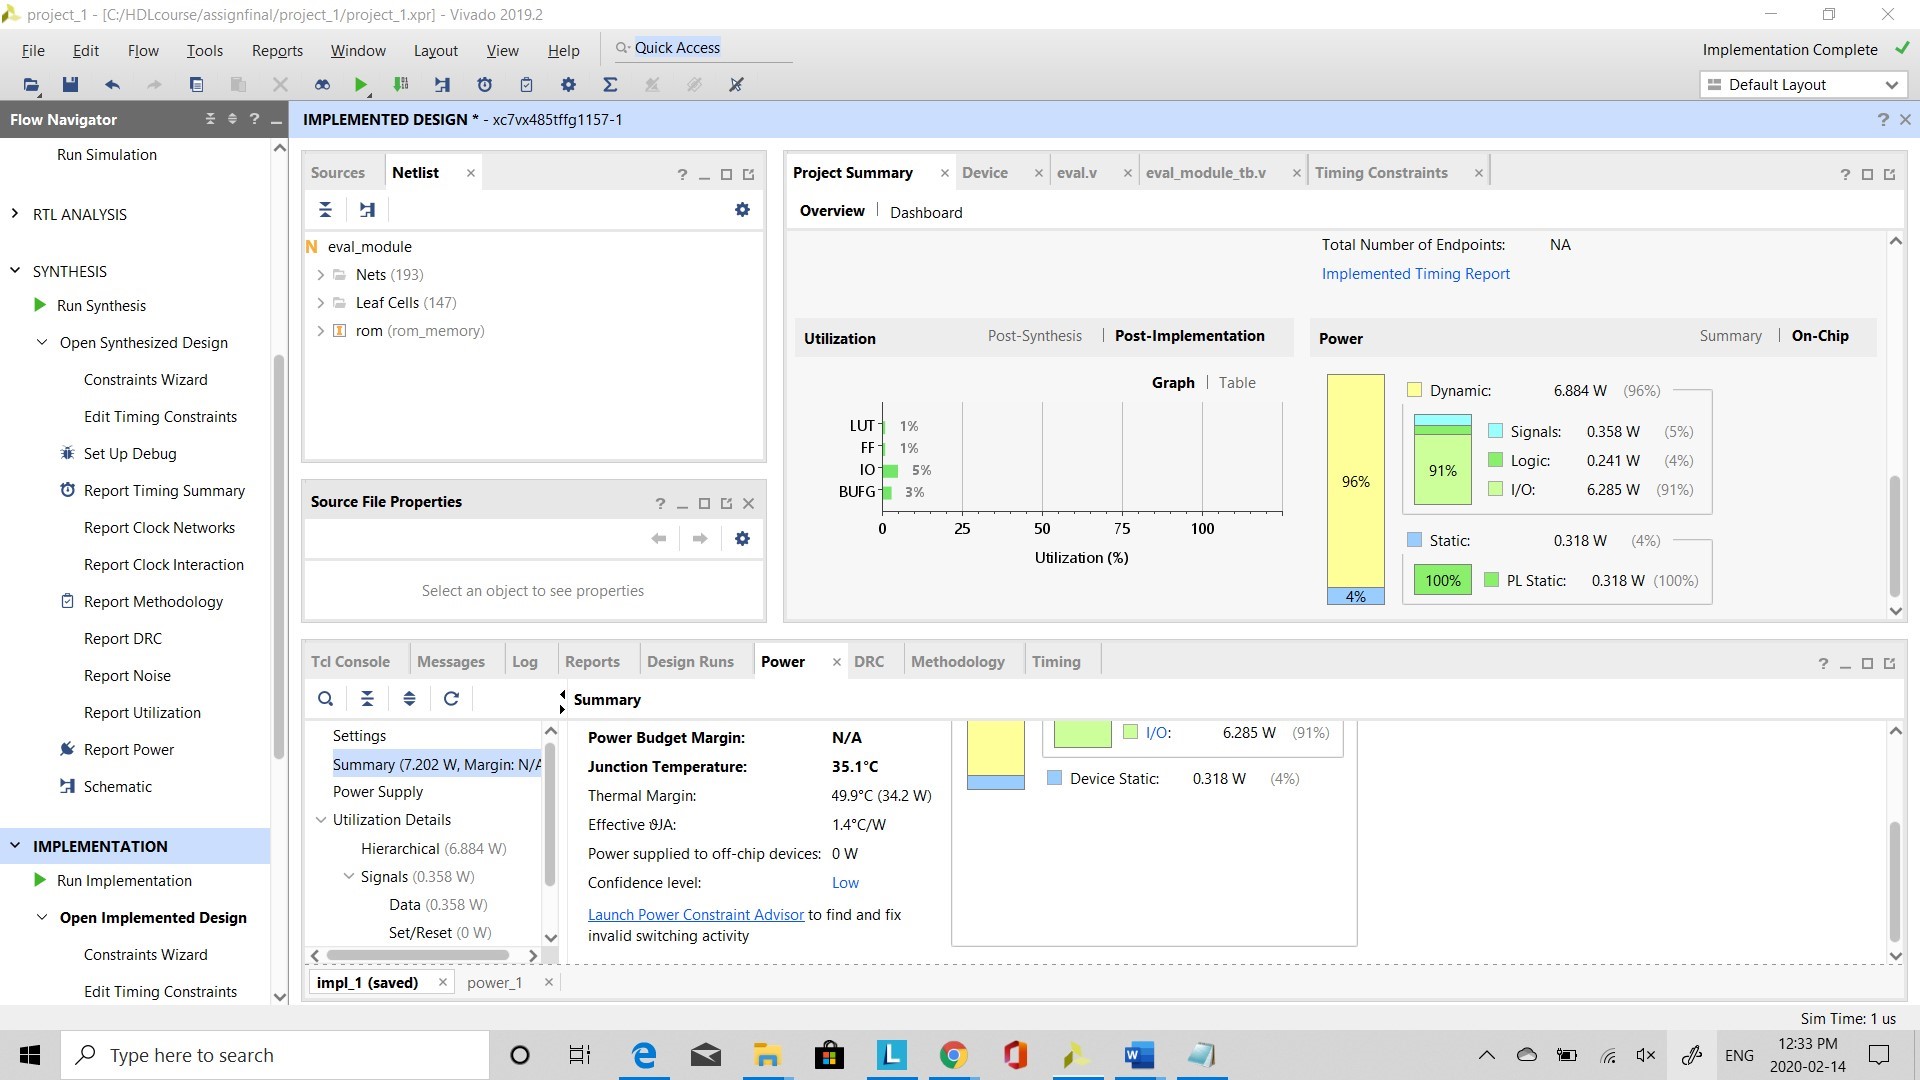 project_1 - [C:/HDLcourse/assignfinal/project_1/project_1.xpr] - Vivado 2019.2
File Edit Flow Tools Reports Window Layout View Help Quick Access
Implementation Complete
Default Layout
Flow Navigator
IMPLEMENTED DESIGN * - xc7vx485tffg1157-1
Run Simulation
RTL ANALYSIS
SYNTHESIS
Run Synthesis
Open Synthesized Design
Constraints Wizard
Edit Timing Constraints
Set Up Debug
Report Timing Summary
Report Clock Networks
Report Clock Interaction
Report Methodology
Report DRC
Report Noise
Report Utilization
Report Power
Schematic
IMPLEMENTATION
Run Implementation
Open Implemented Design
Constraints Wizard
Edit Timing Constraints
Sources Netlist
eval_module
Nets (193)
Leaf Cells (147)
rom (rom_memory)
Source File Properties
Select an object to see properties
Project Summary Device eval.v eval_module_tb.v Timing Constraints
Overview Dashboard
Total Number of Endpoints: NA
Implemented Timing Report
Utilization Post-Synthesis Post-Implementation
Graph Table
LUT 1%
FF 1%
IO 5%
BUFG 3%
0 25 50 75 100
Utilization (%)
Power Summary On-Chip
96%
4%
Dynamic: 6.884 W (96%)
91%
Signals: 0.358 W (5%)
Logic: 0.241 W (4%)
I/O: 6.285 W (91%)
Static: 0.318 W (4%)
100% PL Static: 0.318 W (100%)
Tcl Console Messages Log Reports Design Runs Power DRC Methodology Timing
Summary
Settings
Summary (7.202 W, Margin: N/A
Power Supply
Utilization Details
Hierarchical (6.884 W)
Signals (0.358 W)
Data (0.358 W)
Set/Reset (0 W)
Power Budget Margin: N/A
Junction Temperature: 35.1°C
Thermal Margin: 49.9°C (34.2 W)
Effective ϑJA: 1.4°C/W
Power supplied to off-chip devices: 0 W
Confidence level: Low
Launch Power Constraint Advisor to find and fix
invalid switching activity
I/O: 6.285 W (91%)
Device Static: 0.318 W (4%)
impl_1 (saved) power_1
Sim Time: 1 us
Type here to search
ENG
12:33 PM
2020-02-14